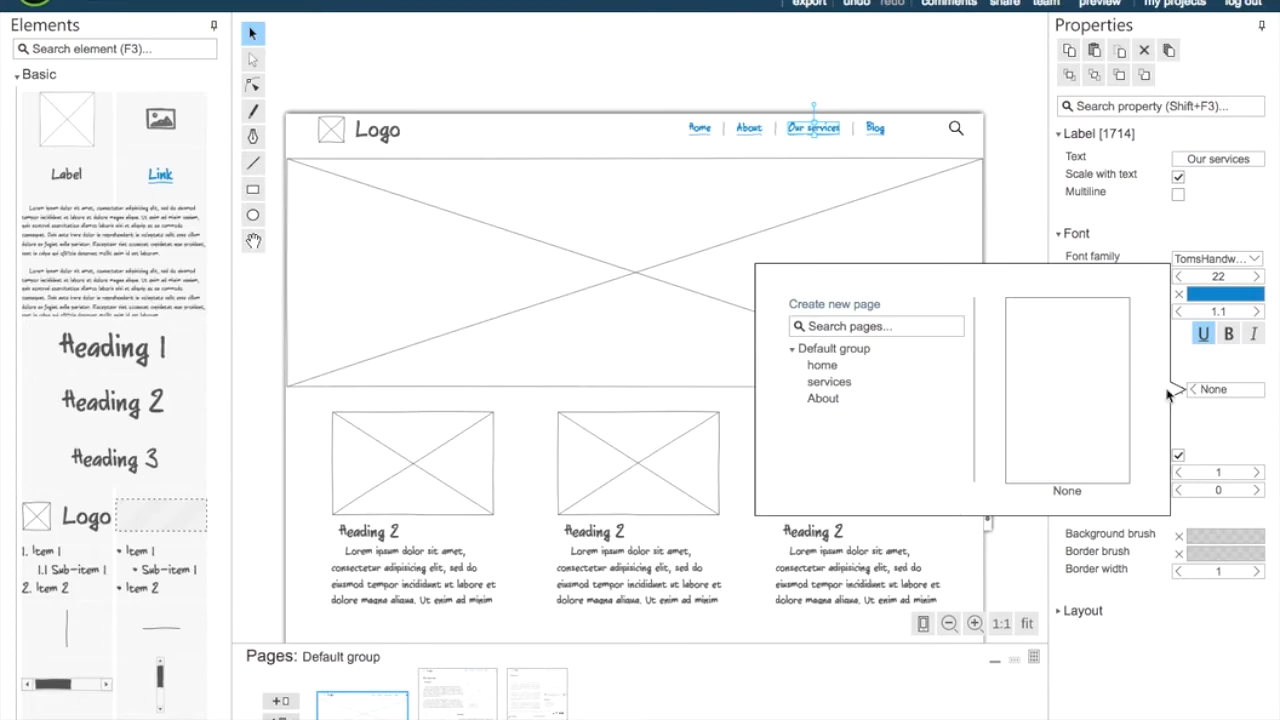 export undo redo comments share team preview my projects log out
Elements
Search element (F3)...
Basic
Label Link
Heading 1
Heading 2
Heading 3
Logo
1. Item 1
1.1 Sub-item 1
2. Item 2
• Item 1
• Sub-item 1
• Item 2
Logo
Home | About | Our services | Blog
Heading 2
Lorem ipsum dolor sit amet,
consectetur adipisicing elit, sed do
eiusmod tempor incididunt ut labore et
dolore magna aliqua. Ut enim ad minim
Heading 2
Lorem ipsum dolor sit amet,
consectetur adipisicing elit, sed do
eiusmod tempor incididunt ut labore et
dolore magna aliqua. Ut enim ad minim
Heading 2
Lorem ipsum dolor sit amet,
consectetur adipisicing elit, sed do
eiusmod tempor incididunt ut labore et
dolore magna aliqua. Ut enim ad minim
Create new page
Search pages...
Default group
home
services
About
None
1:1 fit
Pages: Default group
Properties
Search property (Shift+F3)...
Label [1714]
Text Our services
Scale with text
Multiline
Font
Font family TomsHandw...
22
1.1
U B I
None
1
0
Background brush
Border brush
Border width 1
Layout